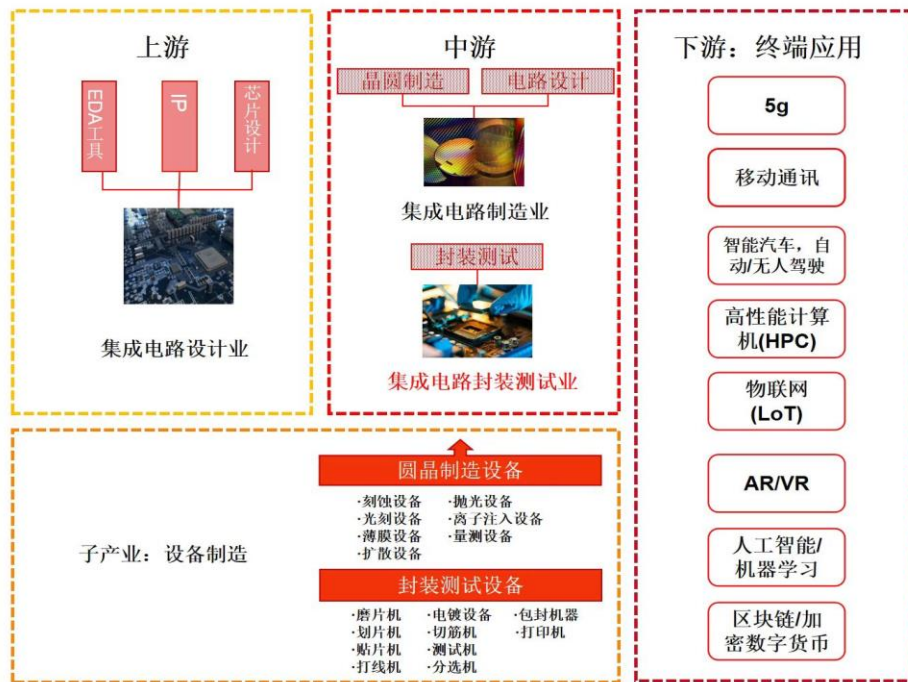 上游
EDA工具
IP
芯片设计
集成电路设计业
中游
晶圆制造
电路设计
集成电路制造业
封装测试
集成电路封装测试业
下游：终端应用
5g
移动通讯
智能汽车，自
动/无人驾驶
高性能计算
机(HPC)
物联网
(LoT)
AR/VR
人工智能/
机器学习
区块链/加
密数字货币
子产业：设备制造
圆晶制造设备
·刻蚀设备 ·抛光设备
·光刻设备 ·离子注入设备
·薄膜设备 ·量测设备
·扩散设备
封装测试设备
·磨片机 ·电镀设备 ·包封机器
·划片机 ·切筋机 ·打印机
·贴片机 ·测试机
·打线机 ·分选机